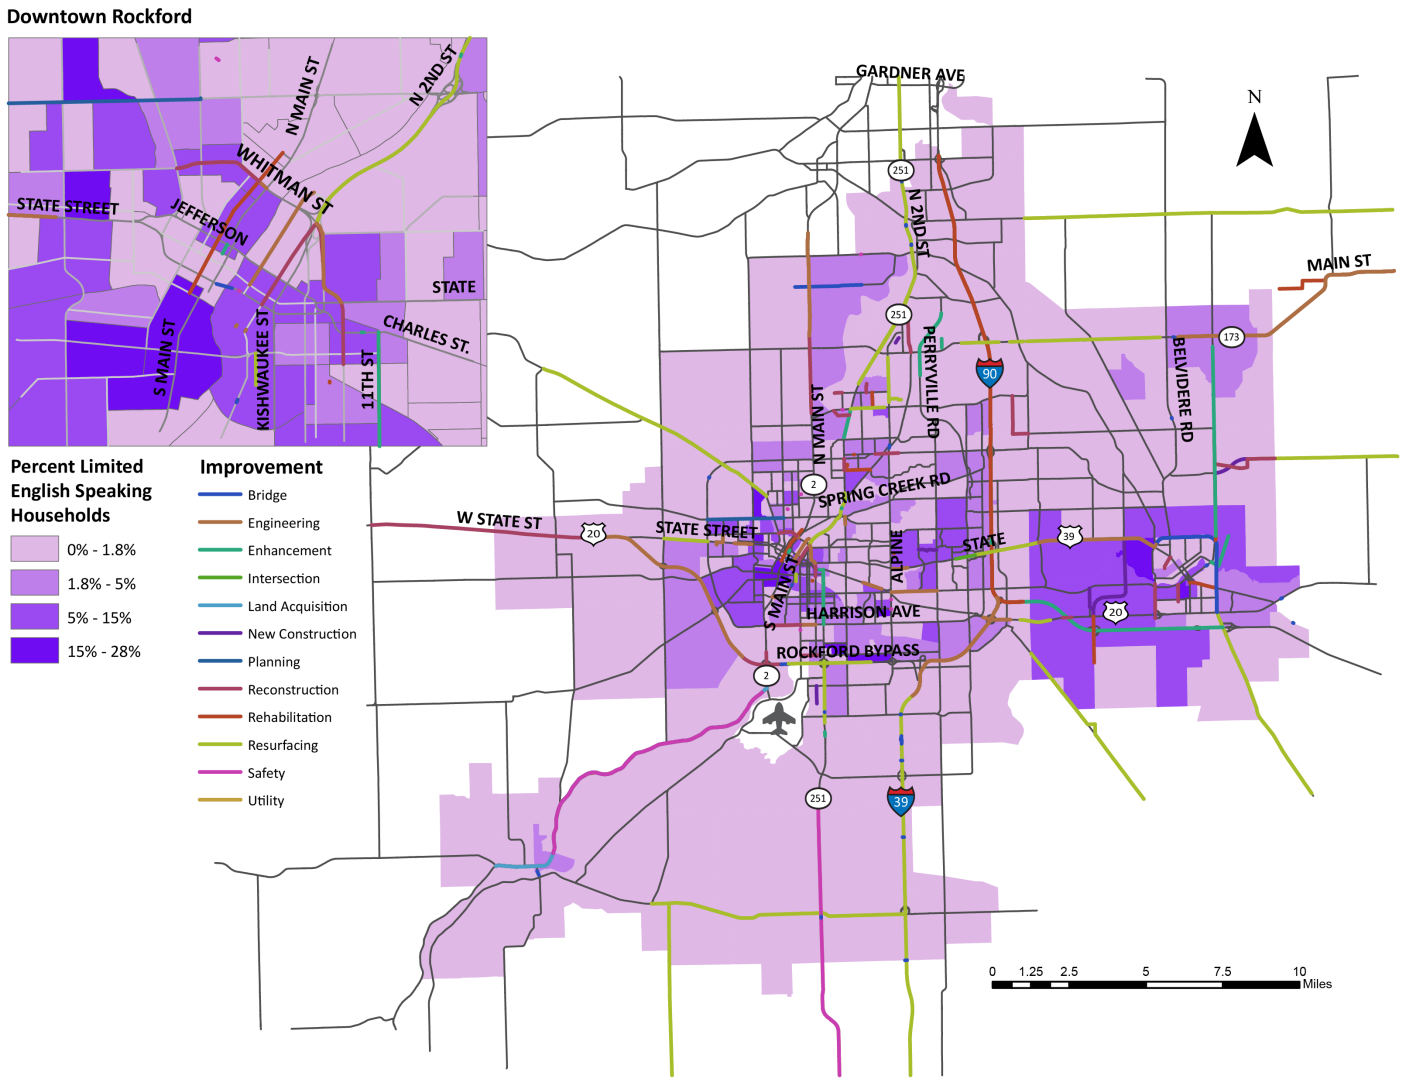 Downtown Rockford
N MAIN ST
N 2ND ST
WHITMAN ST
STATE STREET
JEFFERSON
STATE
CHARLES ST.
S MAIN ST
KISHWAUKEE ST
11TH ST
Percent Limited
English Speaking
Households
0% - 1.8%
1.8% - 5%
5% - 15%
15% - 28%
Improvement
Bridge
Engineering
Enhancement
Intersection
Land Acquisition
New Construction
Planning
Reconstruction
Rehabilitation
Resurfacing
Safety
Utility
GARDNER AVE
N
251
N 2ND ST
MAIN ST
251
173
PERRYVILLE RD
BELVIDERE RD
90
N MAIN ST
2
SPRING CREEK RD
W STATE ST
20
STATE STREET
ALPINE
STATE
39
S MAIN ST
HARRISON AVE
20
ROCKFORD BYPASS
2
251
39
0 1.25 2.5 5 7.5 10
Miles